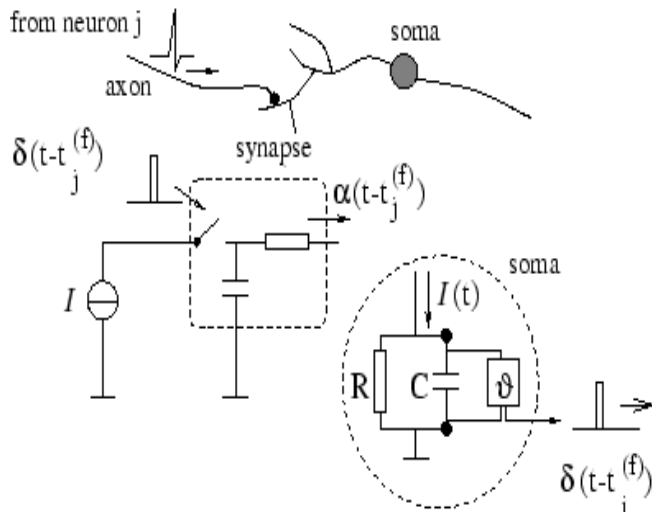 from neuron j
axon
synapse
soma
δ(t-t_j^(f))
α(t-t_j^(f))
I
soma
I(t)
R
C
ϑ
δ(t-t_i^(f))